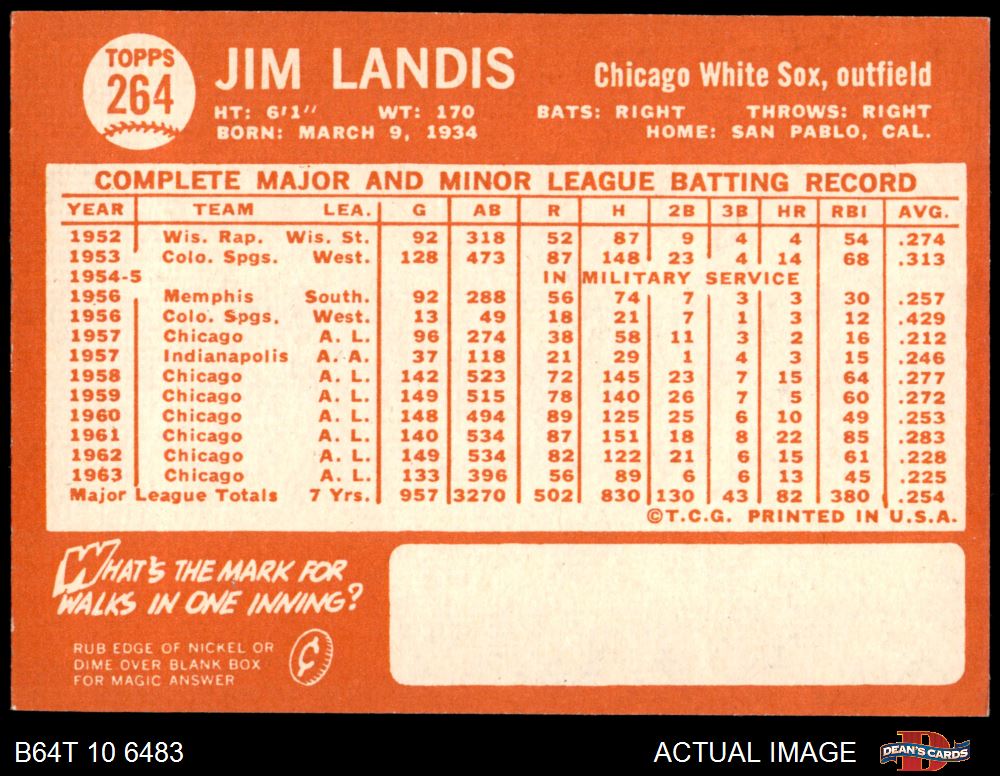 TOPPS
264
JIM LANDIS
Chicago White Sox, outfield
HT: 6'1'' WT: 170 BATS: RIGHT THROWS: RIGHT
BORN: MARCH 9, 1934 HOME: SAN PABLO, CAL.
COMPLETE MAJOR AND MINOR LEAGUE BATTING RECORD
YEAR TEAM LEA. G AB R H 2B 3B HR RBI AVG.
1952 Wis. Rap. Wis. St. 92 318 52 87 9 4 4 54 .274
1953 Colo. Spgs. West. 128 473 87 148 23 4 14 68 .313
1954-5 IN MILITARY SERVICE
1956 Memphis South. 92 288 56 74 7 3 3 30 .257
1956 Colo. Spgs. West. 13 49 18 21 7 1 3 12 .429
1957 Chicago A. L. 96 274 38 58 11 3 2 16 .212
1957 Indianapolis A. A. 37 118 21 29 1 4 3 15 .246
1958 Chicago A. L. 142 523 72 145 23 7 15 64 .277
1959 Chicago A. L. 149 515 78 140 26 7 5 60 .272
1960 Chicago A. L. 148 494 89 125 25 6 10 49 .253
1961 Chicago A. L. 140 534 87 151 18 8 22 85 .283
1962 Chicago A. L. 149 534 82 122 21 6 15 61 .228
1963 Chicago A. L. 133 396 56 89 6 6 13 45 .225
Major League Totals 7 Yrs. 957 3270 502 830 130 43 82 380 .254
©T.C.G. PRINTED IN U.S.A.
WHAT'S THE MARK FOR
WALKS IN ONE INNING?
RUB EDGE OF NICKEL OR
DIME OVER BLANK BOX
FOR MAGIC ANSWER
¢
B64T 10 6483
ACTUAL IMAGE
DEAN'S CARDS